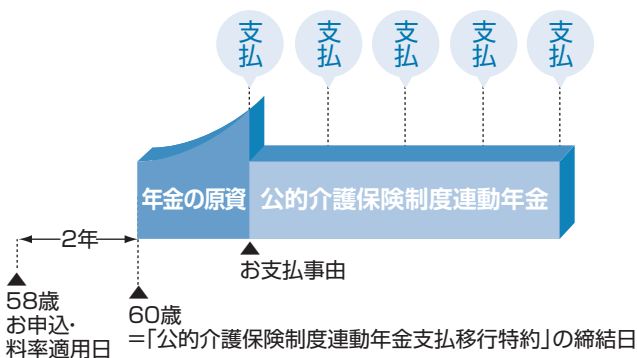 支払
支払
支払
支払
支払
年金の原資
公的介護保険制度連動年金
2年
お支払事由
58歳
お申込・
料率適用日
60歳
=「公的介護保険制度連動年金支払移行特約」の締結日